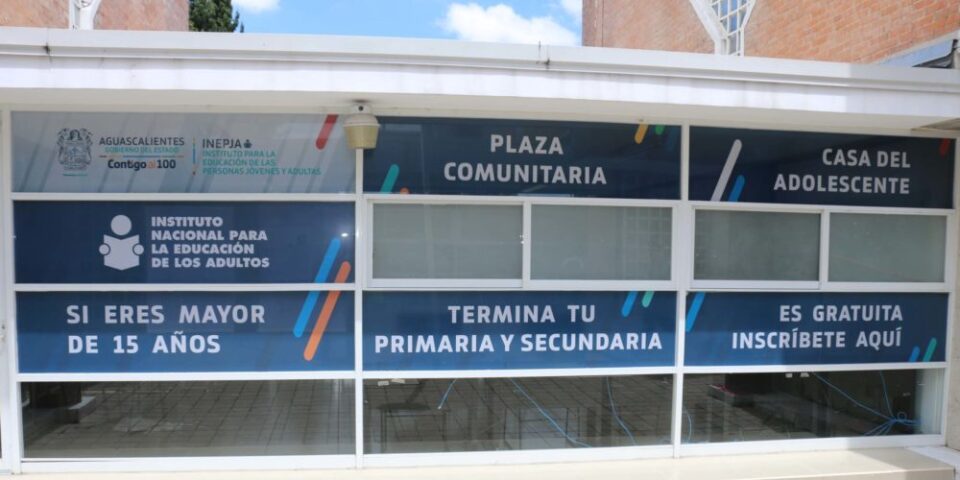 AGUASCALIENTES
GOBIERNO DEL ESTADO
Contigo al 100
INEPJA
INSTITUTO PARA LA
EDUCACIÓN DE LAS
PERSONAS JÓVENES Y ADULTAS
PLAZA
COMUNITARIA
CASA DEL
ADOLESCENTE
INSTITUTO
NACIONAL PARA
LA EDUCACIÓN
DE LOS ADULTOS
SI ERES MAYOR
DE 15 AÑOS
TERMINA TU
PRIMARIA Y SECUNDARIA
ES GRATUITA
INSCRÍBETE AQUÍ